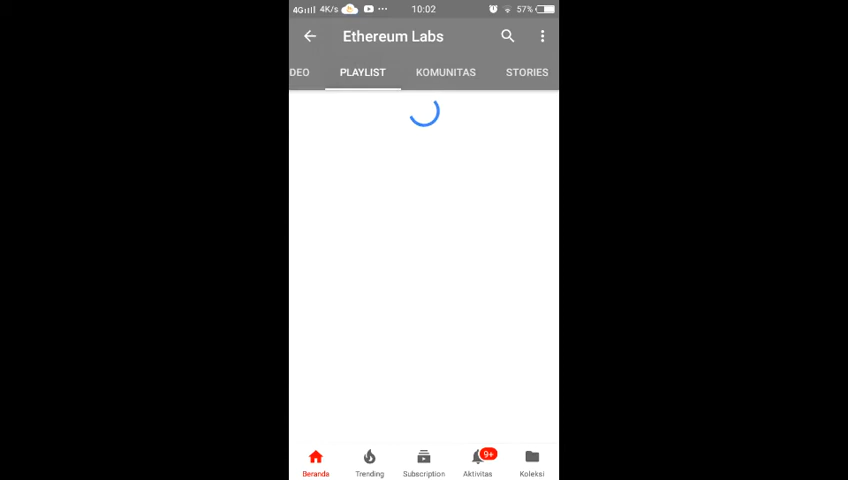 4G 4K/s ... 10:02 57%
Ethereum Labs
DEO PLAYLIST KOMUNITAS STORIES
9+
Beranda Trending Subscription Aktivitas Koleksi